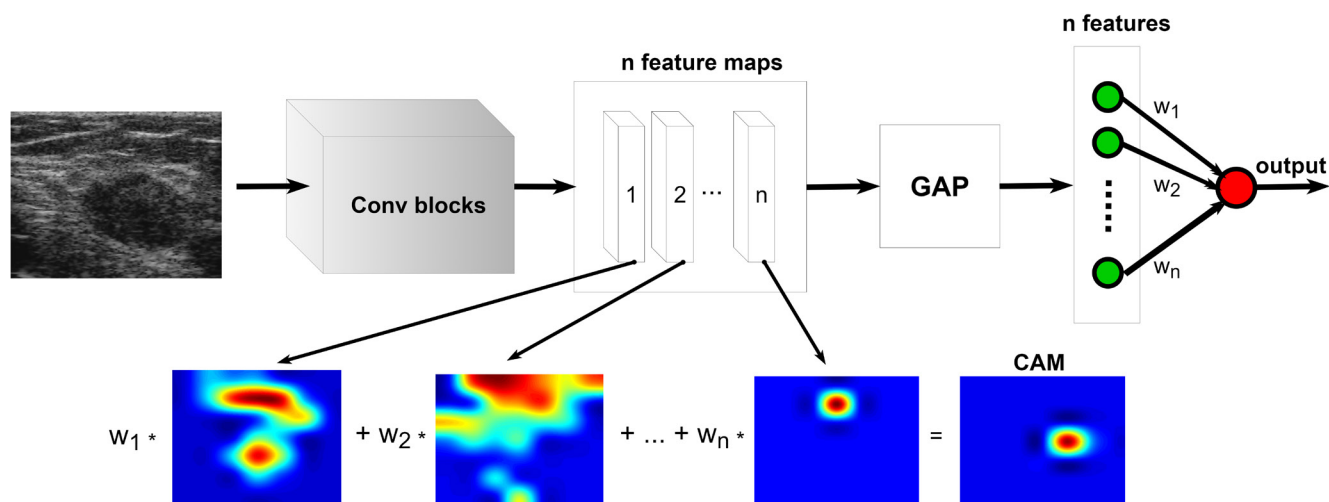 n features
n feature maps
w1
1
2
...
n
Conv blocks
GAP
w2
output
wn
CAM
w1 *
+ w2 *
+ ... + wn *
=